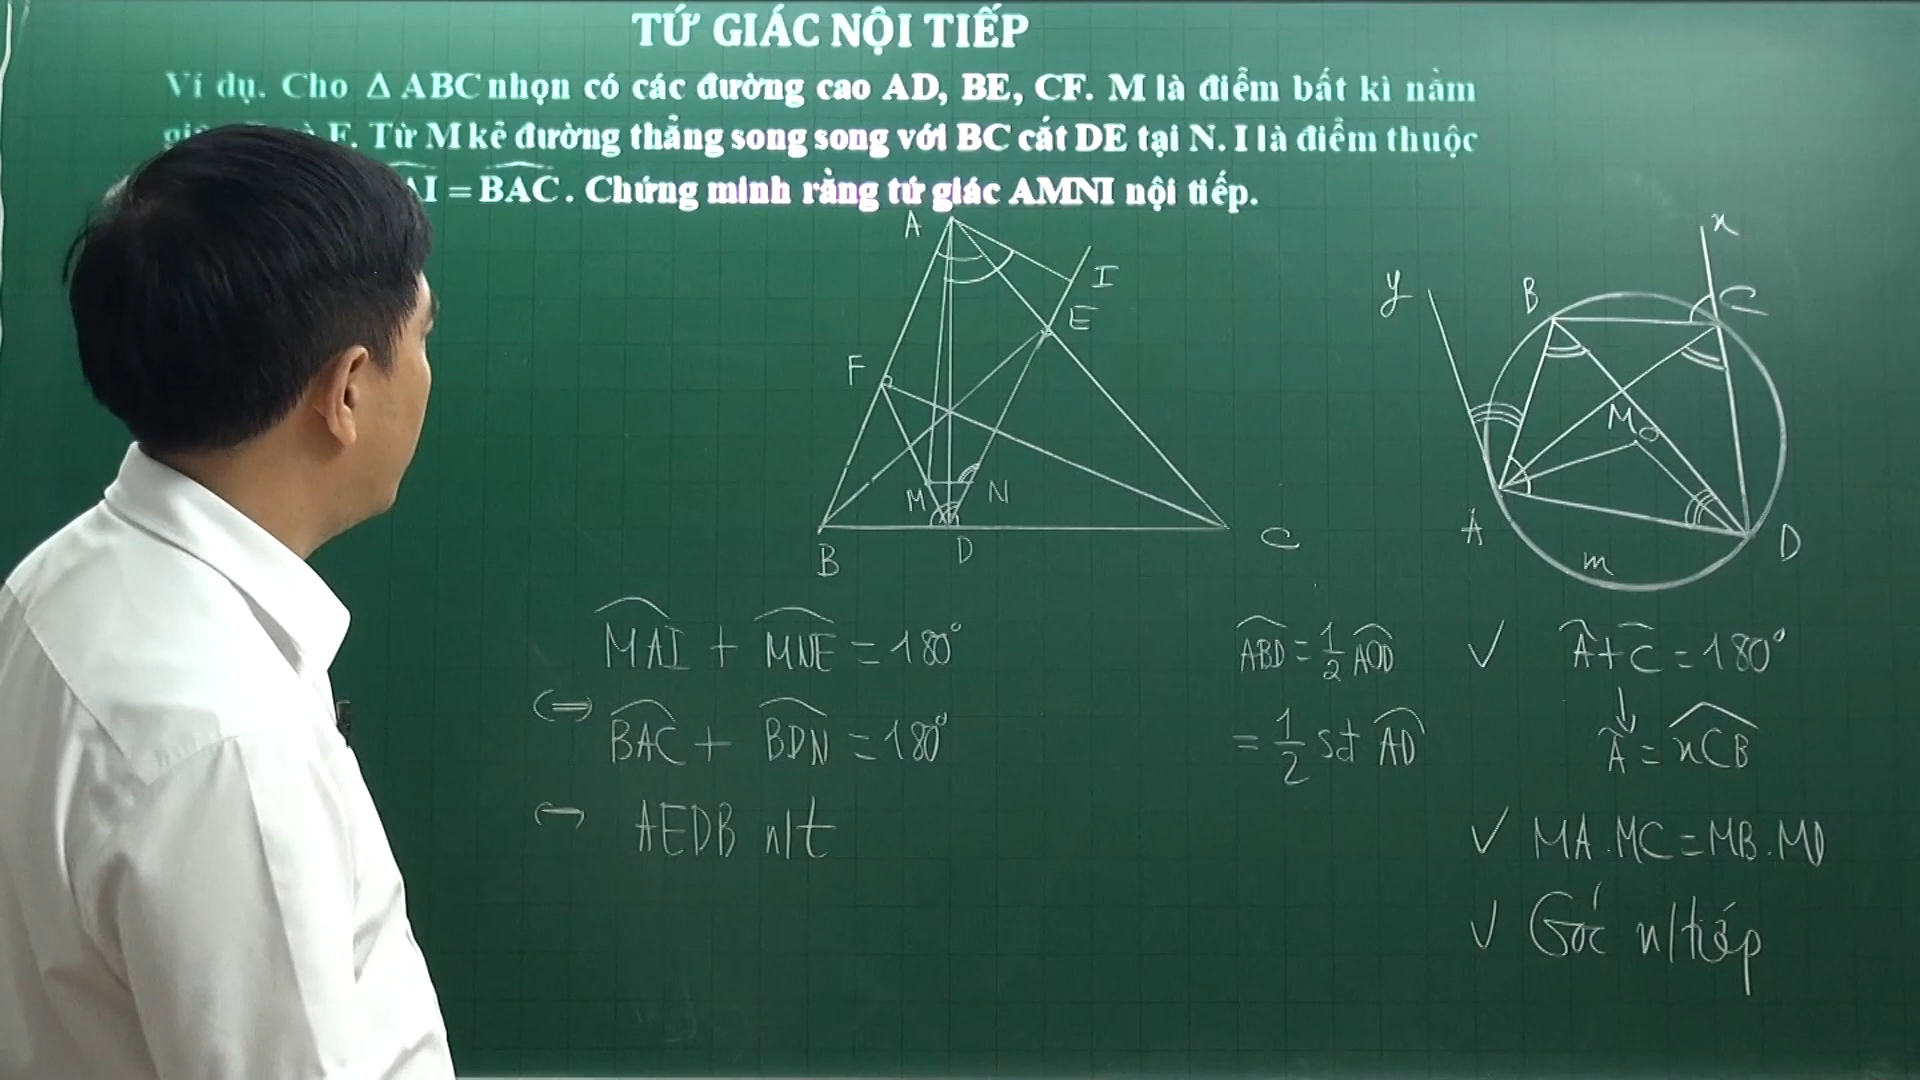 TỨ GIÁC NỘI TIẾP
Ví dụ. Cho Δ ABC nhọn có các đường cao AD, BE, CF. M là điểm bất kì nằm
F. Từ M kẻ đường thẳng song song với BC cắt DE tại N. I là điểm thuộc
AI = BAC. Chứng minh rằng tứ giác AMNI nội tiếp.
A
I
E
F
M
N
B
D
C
x
y
B
C
M
O
A
D
m
MAI + MNE = 180°
⇔ BAC + BDN = 180°
⇔ AEDB n/t
ABD = 1/2 AOD
= 1/2 sđ AD
✓ A + C = 180°
↓
A = xCB
✓ MA.MC = MB.MD
✓ Góc n/tiếp